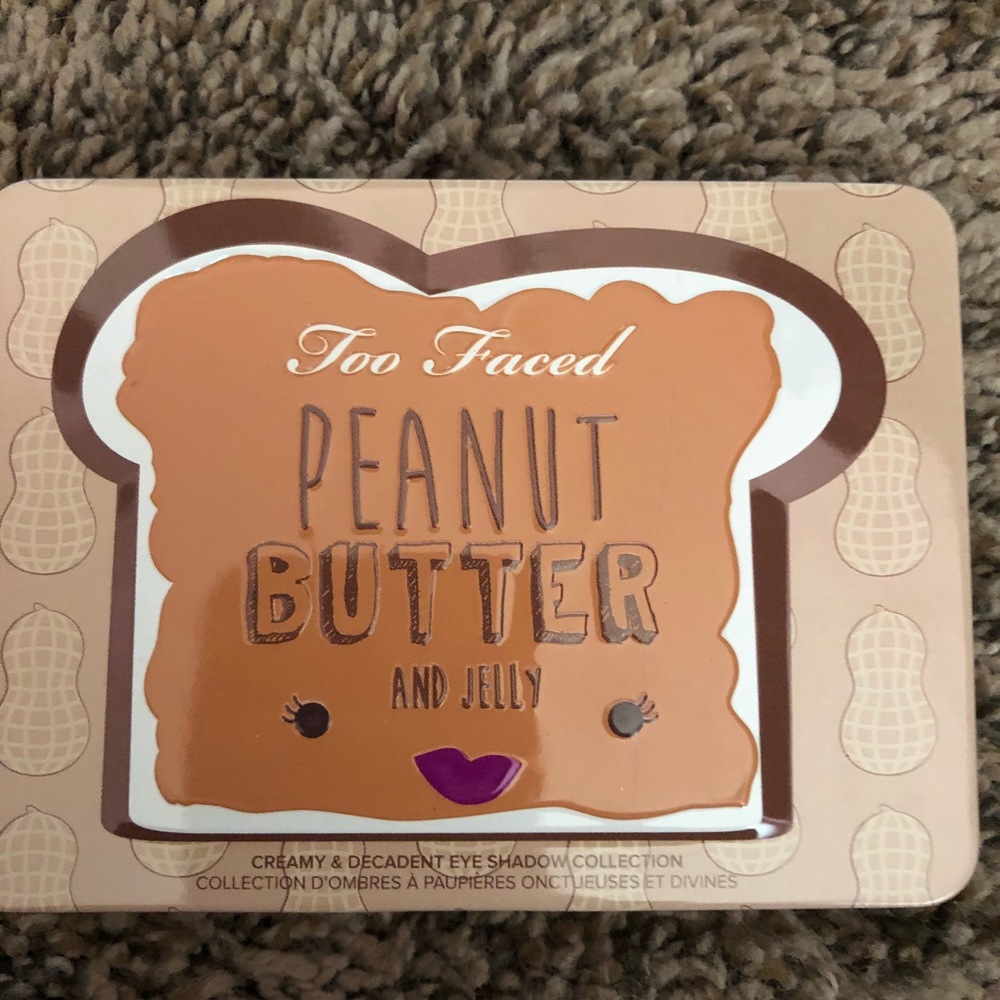 Too Faced
PEANUT
BUTTER
AND JELLY
CREAMY & DECADENT EYE SHADOW COLLECTION
COLLECTION D'OMBRES À PAUPIÈRES ONCTUEUSES ET DIVINES